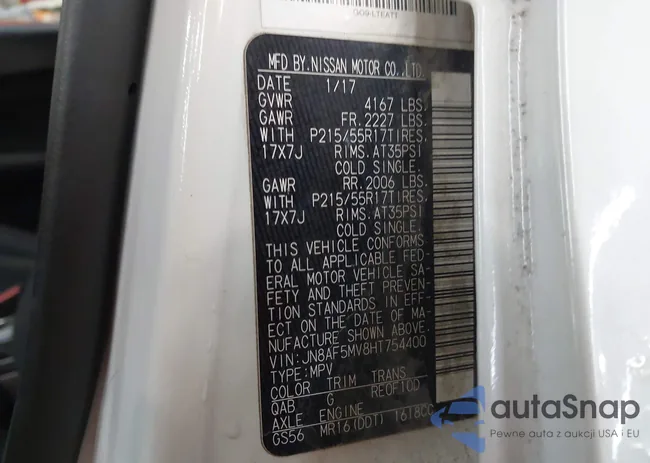 MFD BY.NISSAN MOTOR CO.,LTD.
DATE 1/17
GVWR 4167 LBS.
GAWR FR. 2227 LBS.
WITH P215/55R17TIRES.
17X7J RIMS.AT35PSI
COLD SINGLE.
GAWR RR. 2006 LBS.
WITH P215/55R17TIRES.
17X7J RIMS.AT35PSI
COLD SINGLE.
THIS VEHICLE CONFORMS
TO ALL APPLICABLE FED-
ERAL MOTOR VEHICLE SA-
FETY AND THEFT PREVEN-
TION STANDARDS IN EFF-
ECT ON THE DATE OF MA-
NUFACTURE SHOWN ABOVE.
VIN:JN8AF5MV8HT754400
TYPE:MPV
COLOR TRIM TRANS
QAB G RE0F10D
AXLE ENGINE
GS56 MR16(DDT) 1618CC
autaSnap
Pewne auta z aukcji USA i EU